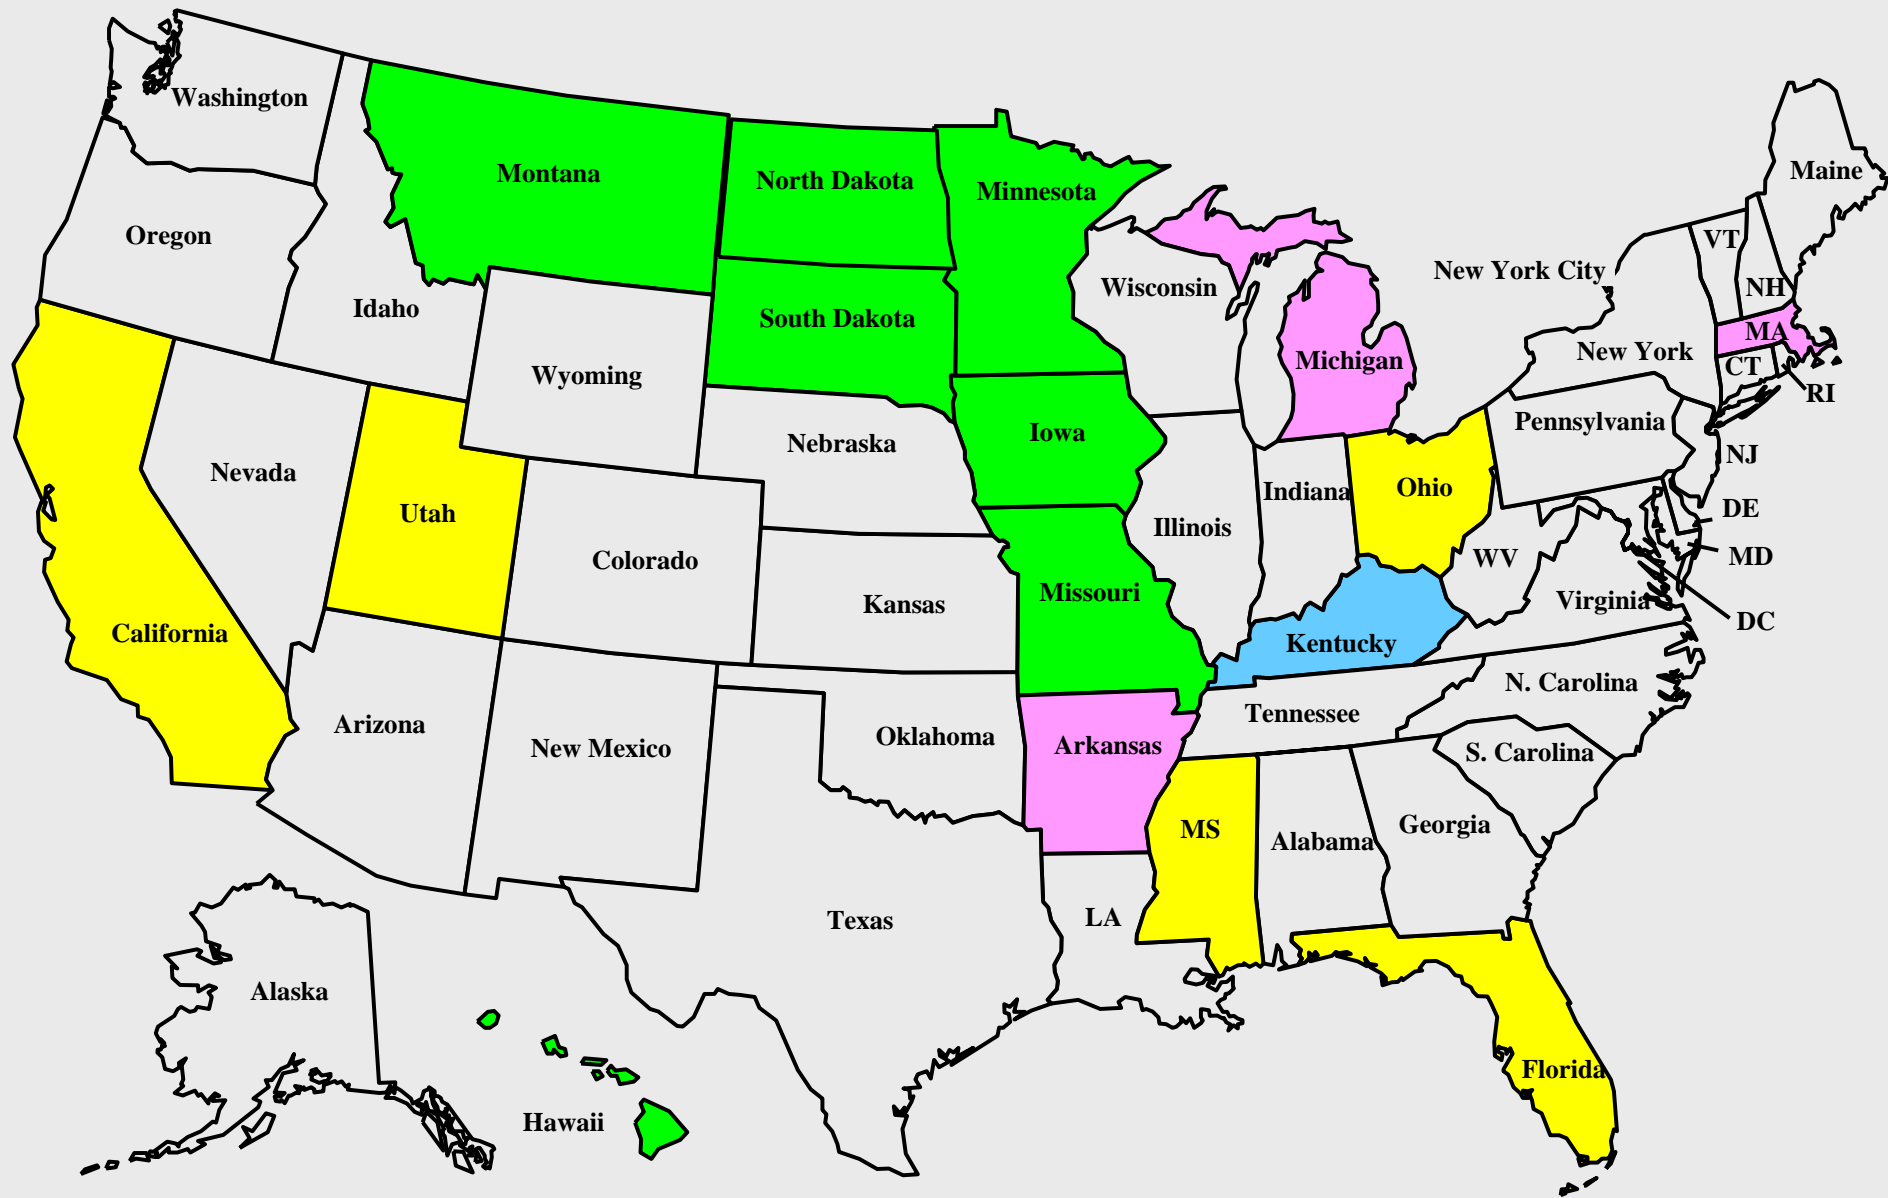 Washington
Montana
North Dakota
Minnesota
Maine
Oregon
VT
New York City
Idaho
Wisconsin
NH
South Dakota
MA
New York
Michigan
CT
Wyoming
RI
Pennsylvania
Iowa
Nebraska
NJ
Nevada
Indiana
Ohio
Utah
DE
Illinois
WV
MD
Colorado
Missouri
Virginia
Kansas
DC
California
Kentucky
N. Carolina
Tennessee
Arizona
Oklahoma
Arkansas
New Mexico
S. Carolina
Georgia
MS
Alabama
LA
Texas
Alaska
Florida
Hawaii